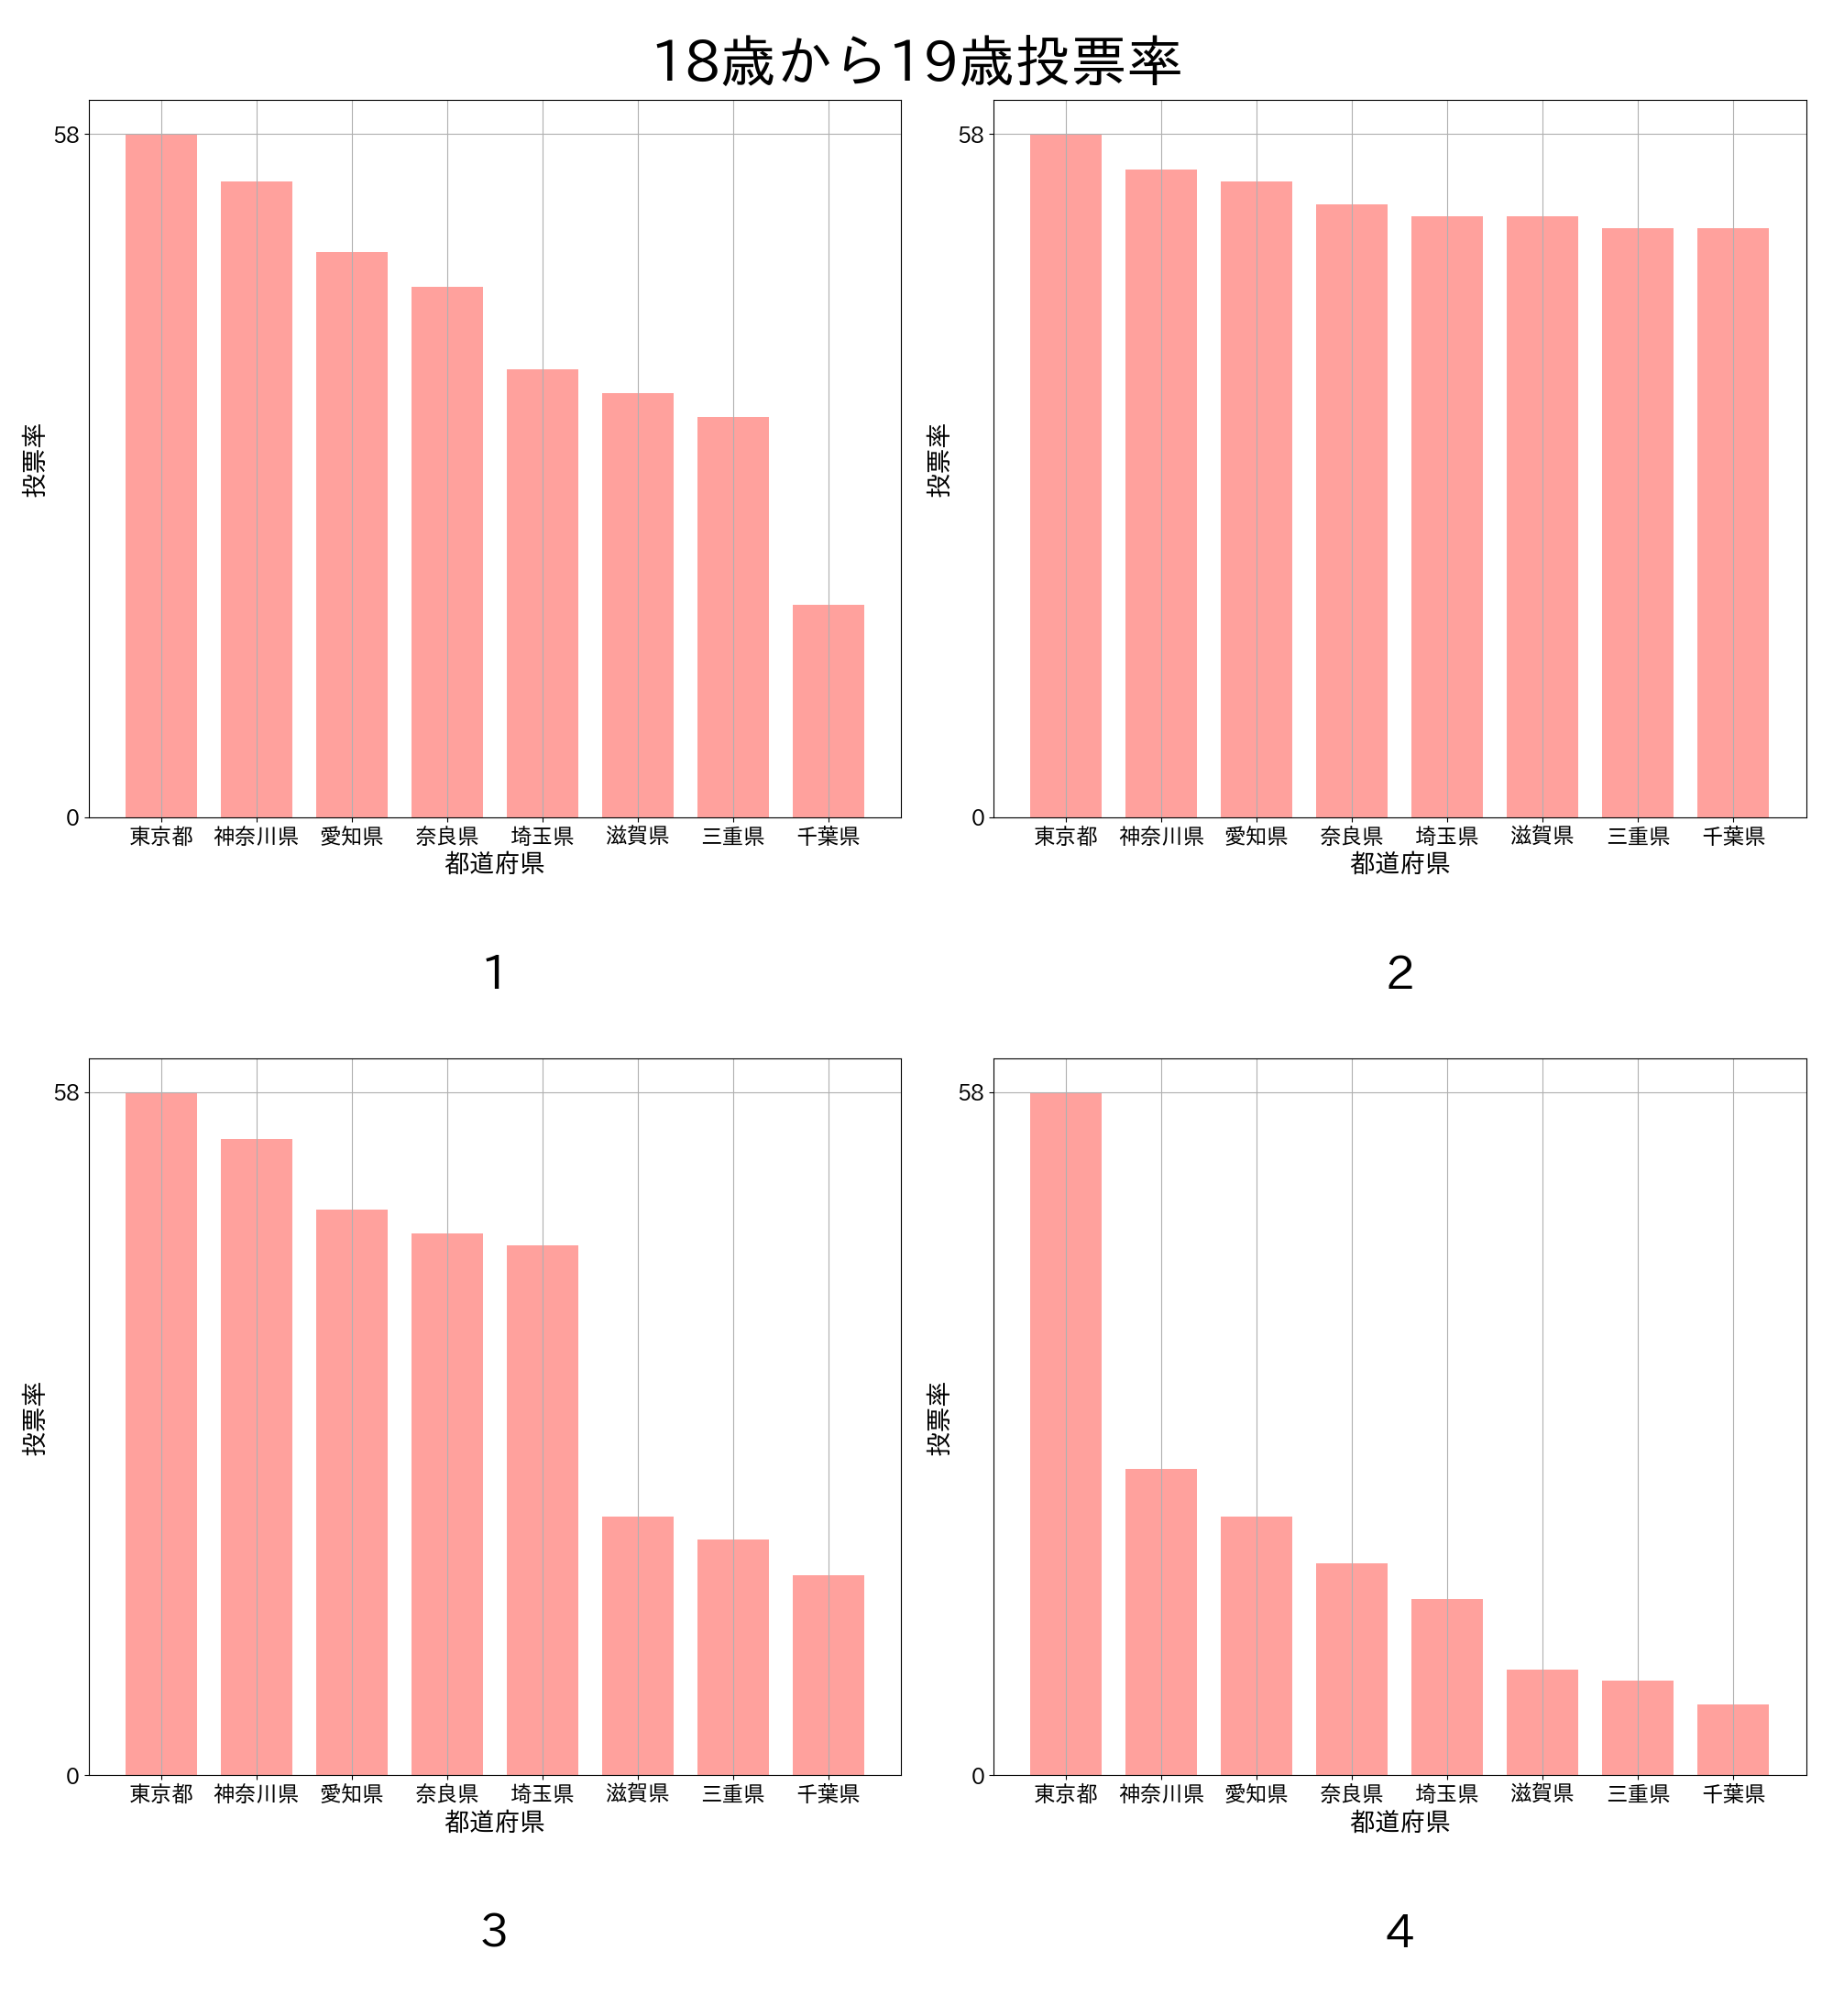 18歳から19歳投票率
58
0
投票率
東京都 神奈川県 愛知県 奈良県 埼玉県 滋賀県 三重県 千葉県
都道府県
1
58
0
投票率
東京都 神奈川県 愛知県 奈良県 埼玉県 滋賀県 三重県 千葉県
都道府県
2
58
0
投票率
東京都 神奈川県 愛知県 奈良県 埼玉県 滋賀県 三重県 千葉県
都道府県
3
58
0
投票率
東京都 神奈川県 愛知県 奈良県 埼玉県 滋賀県 三重県 千葉県
都道府県
4